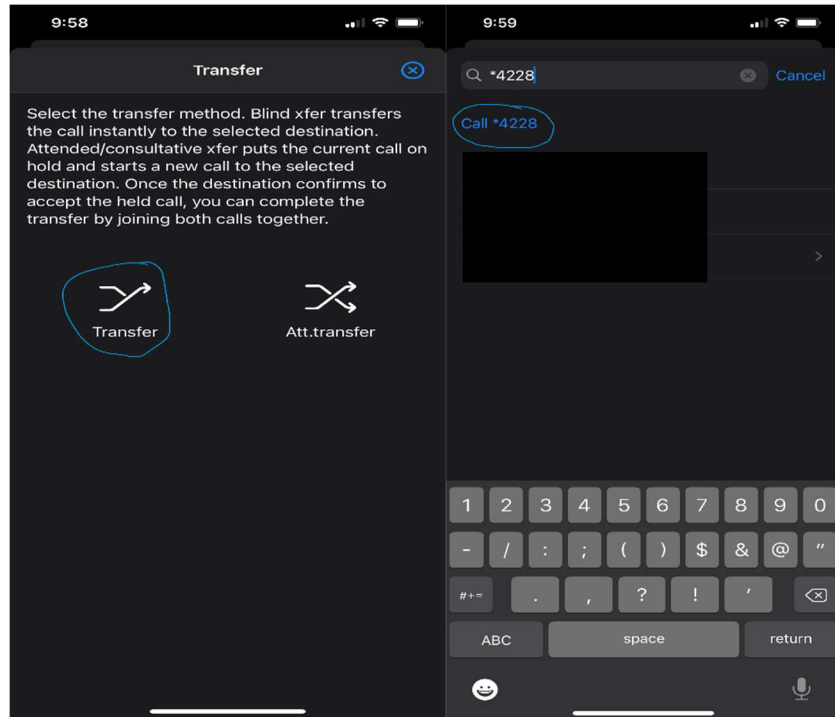 9:58
Transfer
Select the transfer method. Blind xfer transfers
the call instantly to the selected destination.
Attended/consultative xfer puts the current call on
hold and starts a new call to the selected
destination. Once the destination confirms to
accept the held call, you can complete the
transfer by joining both calls together.
Transfer
Att.transfer
9:59
*4228
Cancel
Call *4228
1 2 3 4 5 6 7 8 9 0
- / : ; ( ) $ & @ "
#+= . , ? ! '
ABC space return